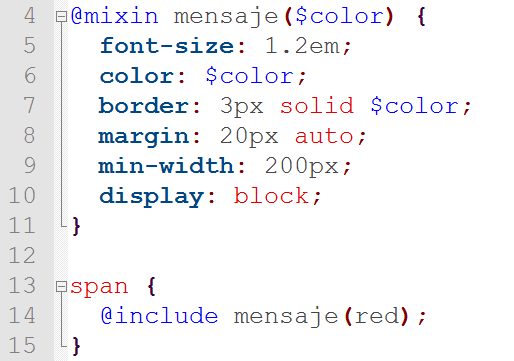 4 @mixin mensaje($color) {
5   font-size: 1.2em;
6   color: $color;
7   border: 3px solid $color;
8   margin: 20px auto;
9   min-width: 200px;
10   display: block;
11 }
12
13 span {
14   @include mensaje(red);
15 }